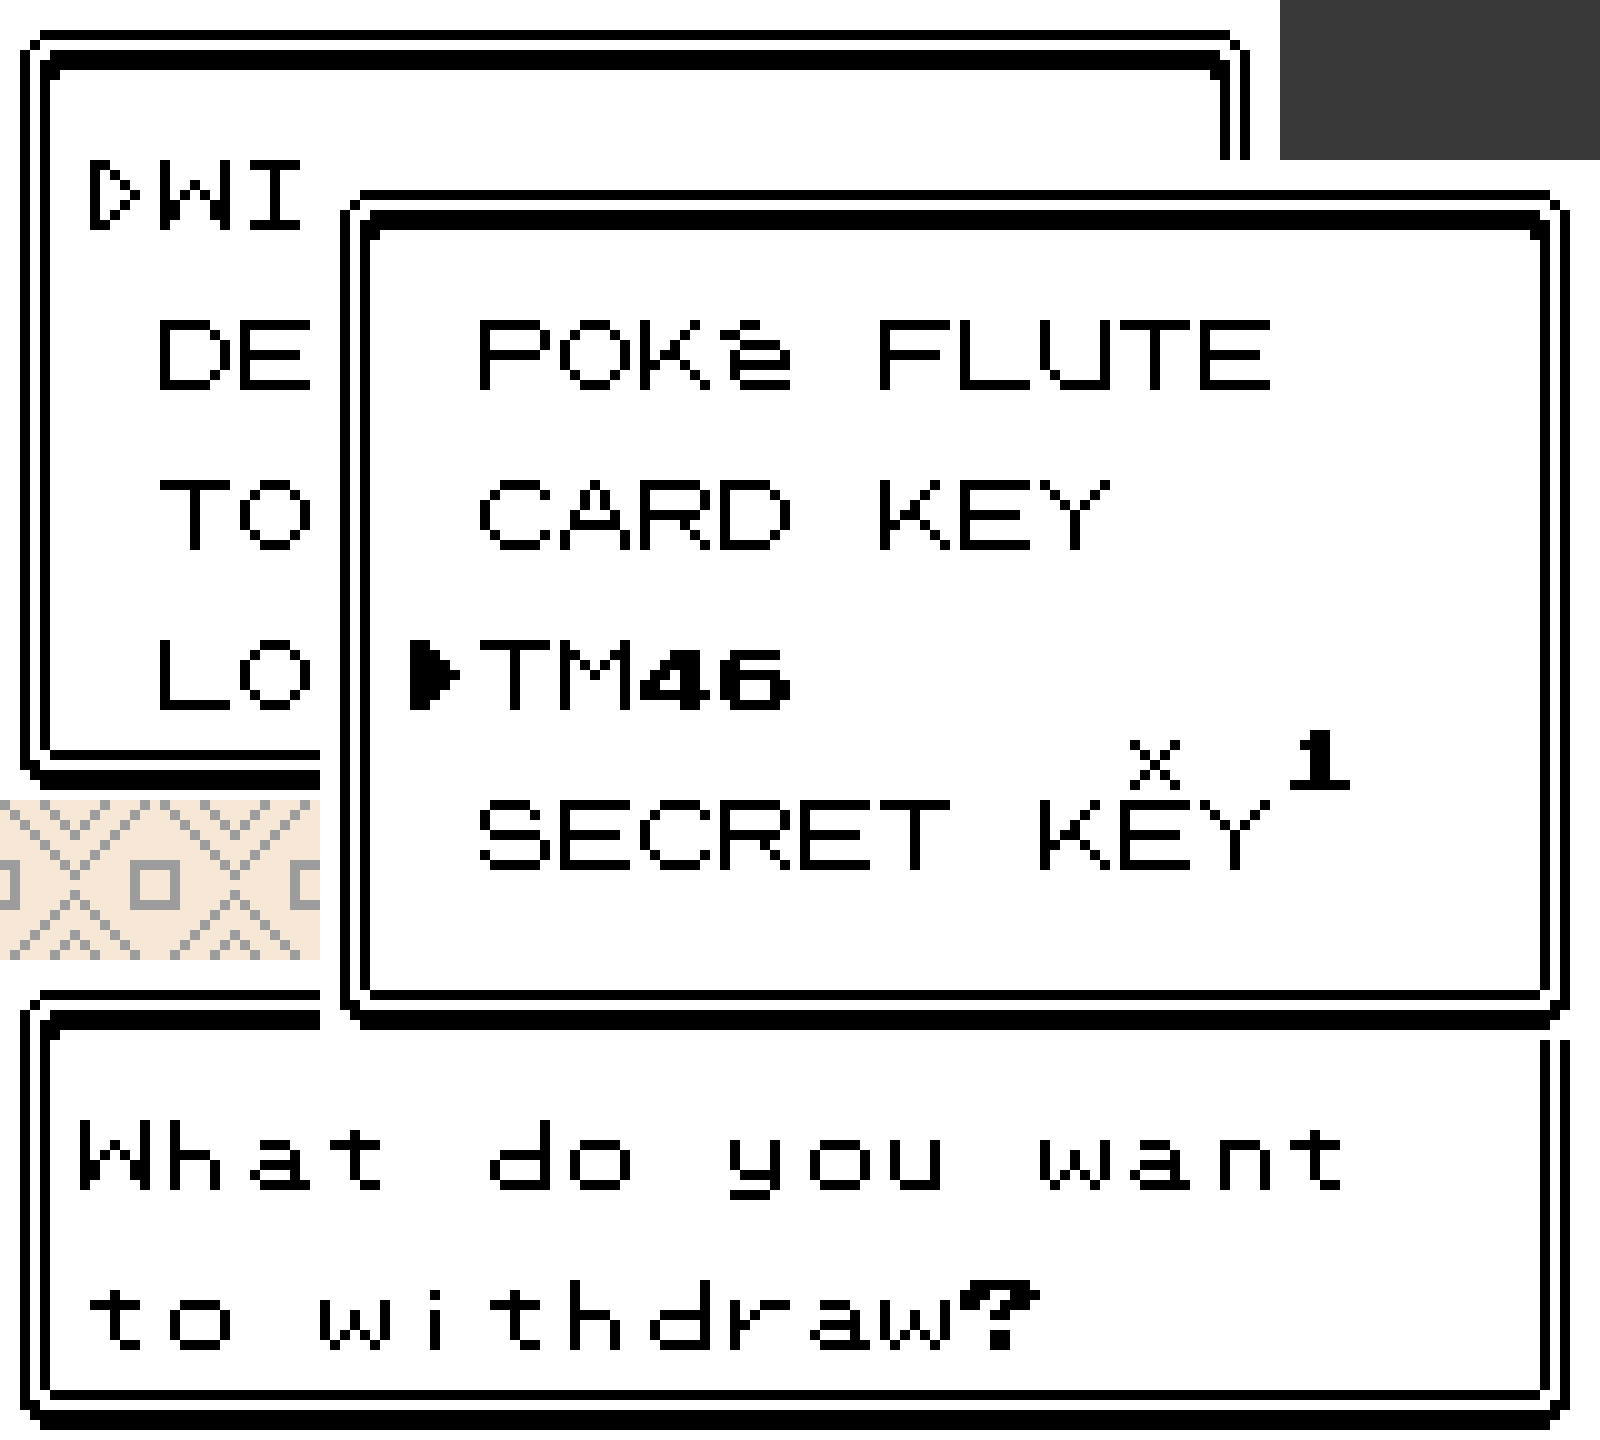 ▷WI
DE
TO
LO
POKé FLUTE
CARD KEY
▶TM46
× 1
SECRET KEY
What do you want
to withdraw?